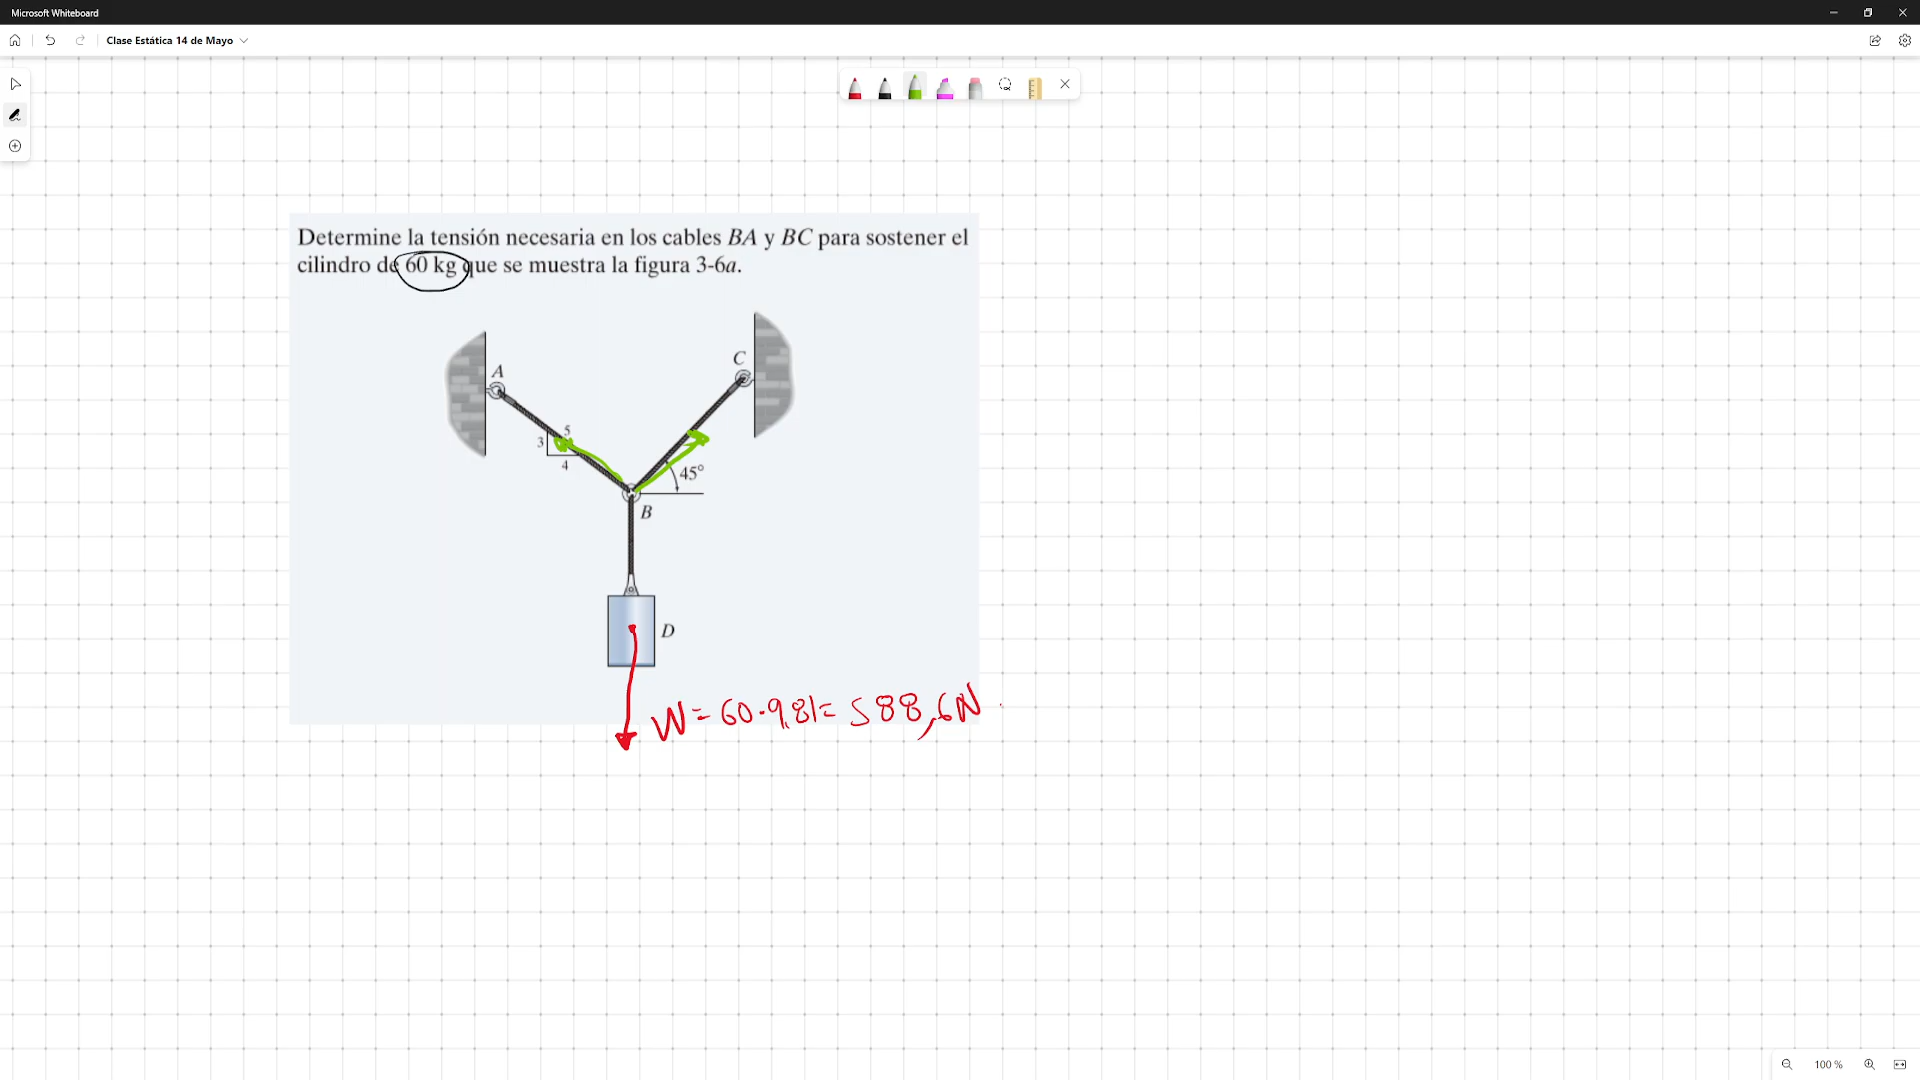 Microsoft Whiteboard
Clase Estática 14 de Mayo
Determine la tensión necesaria en los cables BA y BC para sostener el
cilindro de 60 kg que se muestra la figura 3-6a.
A
C
5
3
4
45°
B
D
W = 60·9,81= 588,6N
100 %